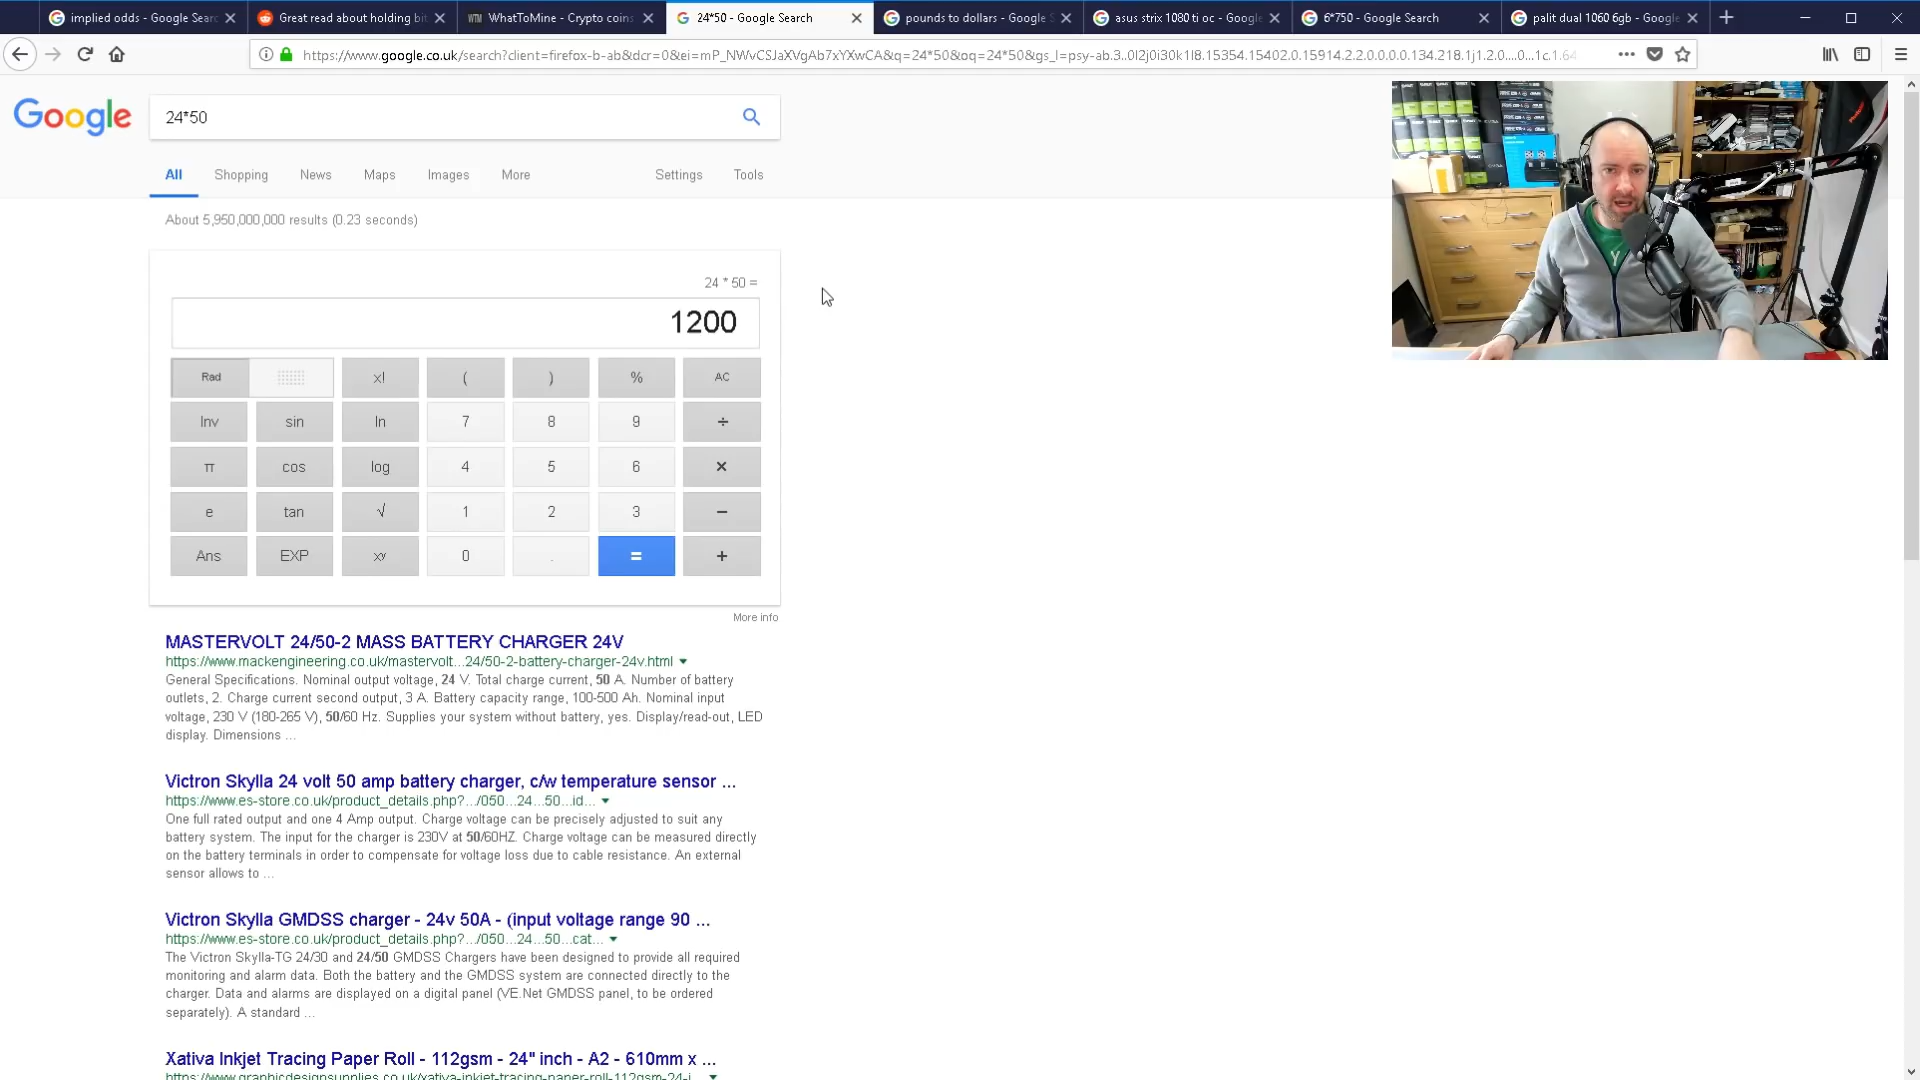 implied odds - Google Searc
Great read about holding bit
WTM WhatToMine - Crypto coins
24*50 - Google Search
pounds to dollars - Google S
asus strix 1080 ti oc - Google
6*750 - Google Search
palit dual 1060 6gb - Google
https://www.google.co.uk/search?client=firefox-b-ab&dcr=0&ei=mP_NWvCSJaXVgAb7xYXwCA&q=24*50&oq=24*50&gs_l=psy-ab.3..0l2j0i30k1l8.15354.15402.0.15914.2.2.0.0.0.0.134.218.1j1.2.0....0...1c.1.64
Google
24*50
All Shopping News Maps Images More Settings Tools
About 5,950,000,000 results (0.23 seconds)
24 * 50 =
1200
Rad x! ( ) % AC
Inv sin ln 7 8 9 ÷
π cos log 4 5 6 ×
e tan √ 1 2 3 −
Ans EXP xʸ 0 . = +
More info
MASTERVOLT 24/50-2 MASS BATTERY CHARGER 24V
https://www.mackengineering.co.uk/mastervolt...24/50-2-battery-charger-24v.html
General Specifications. Nominal output voltage, 24 V. Total charge current, 50 A. Number of battery
outlets, 2. Charge current second output, 3 A. Battery capacity range, 100-500 Ah. Nominal input
voltage, 230 V (180-265 V), 50/60 Hz. Supplies your system without battery, yes. Display/read-out, LED
display. Dimensions ...
Victron Skylla 24 volt 50 amp battery charger, c/w temperature sensor ...
https://www.es-store.co.uk/product_details.php?.../050...24...50...id...
One full rated output and one 4 Amp output. Charge voltage can be precisely adjusted to suit any
battery system. The input for the charger is 230V at 50/60HZ. Charge voltage can be measured directly
on the battery terminals in order to compensate for voltage loss due to cable resistance. An external
sensor allows to ...
Victron Skylla GMDSS charger - 24v 50A - (input voltage range 90 ...
https://www.es-store.co.uk/product_details.php?.../050...24...50...cat...
The Victron Skylla-TG 24/30 and 24/50 GMDSS Chargers have been designed to provide all required
monitoring and alarm data. Both the battery and the GMDSS system are connected directly to the
charger. Data and alarms are displayed on a digital panel (VE.Net GMDSS panel, to be ordered
separately). A standard ...
Xativa Inkjet Tracing Paper Roll - 112gsm - 24" inch - A2 - 610mm x ...
https://www.graphicdesignsupplies.co.uk/xativa-inkjet-tracing-paper-roll-112gsm-24-i...